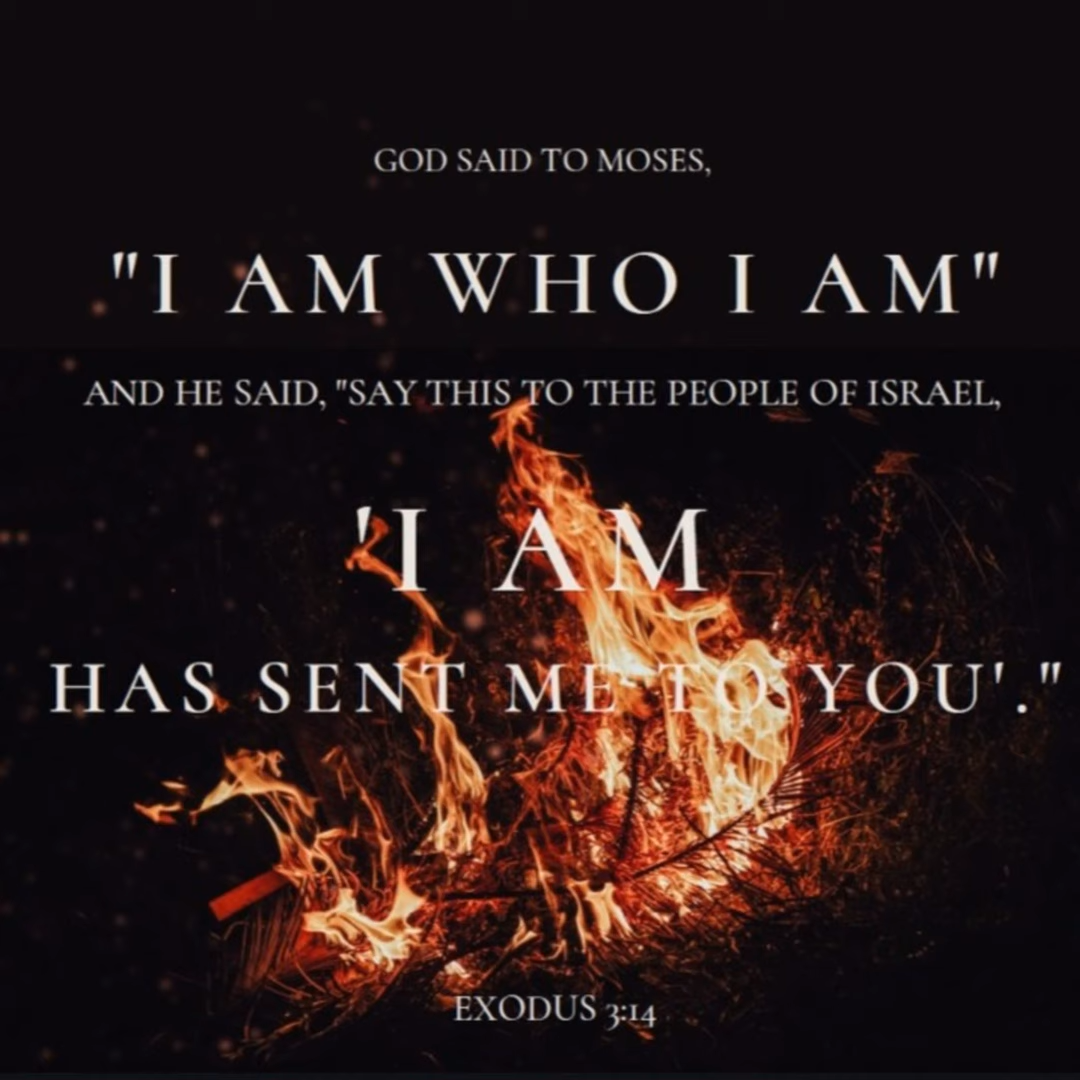 GOD SAID TO MOSES,
"I AM WHO I AM"
AND HE SAID, "SAY THIS TO THE PEOPLE OF ISRAEL,
'I AM
HAS SENT ME TO YOU'."
EXODUS 3:14